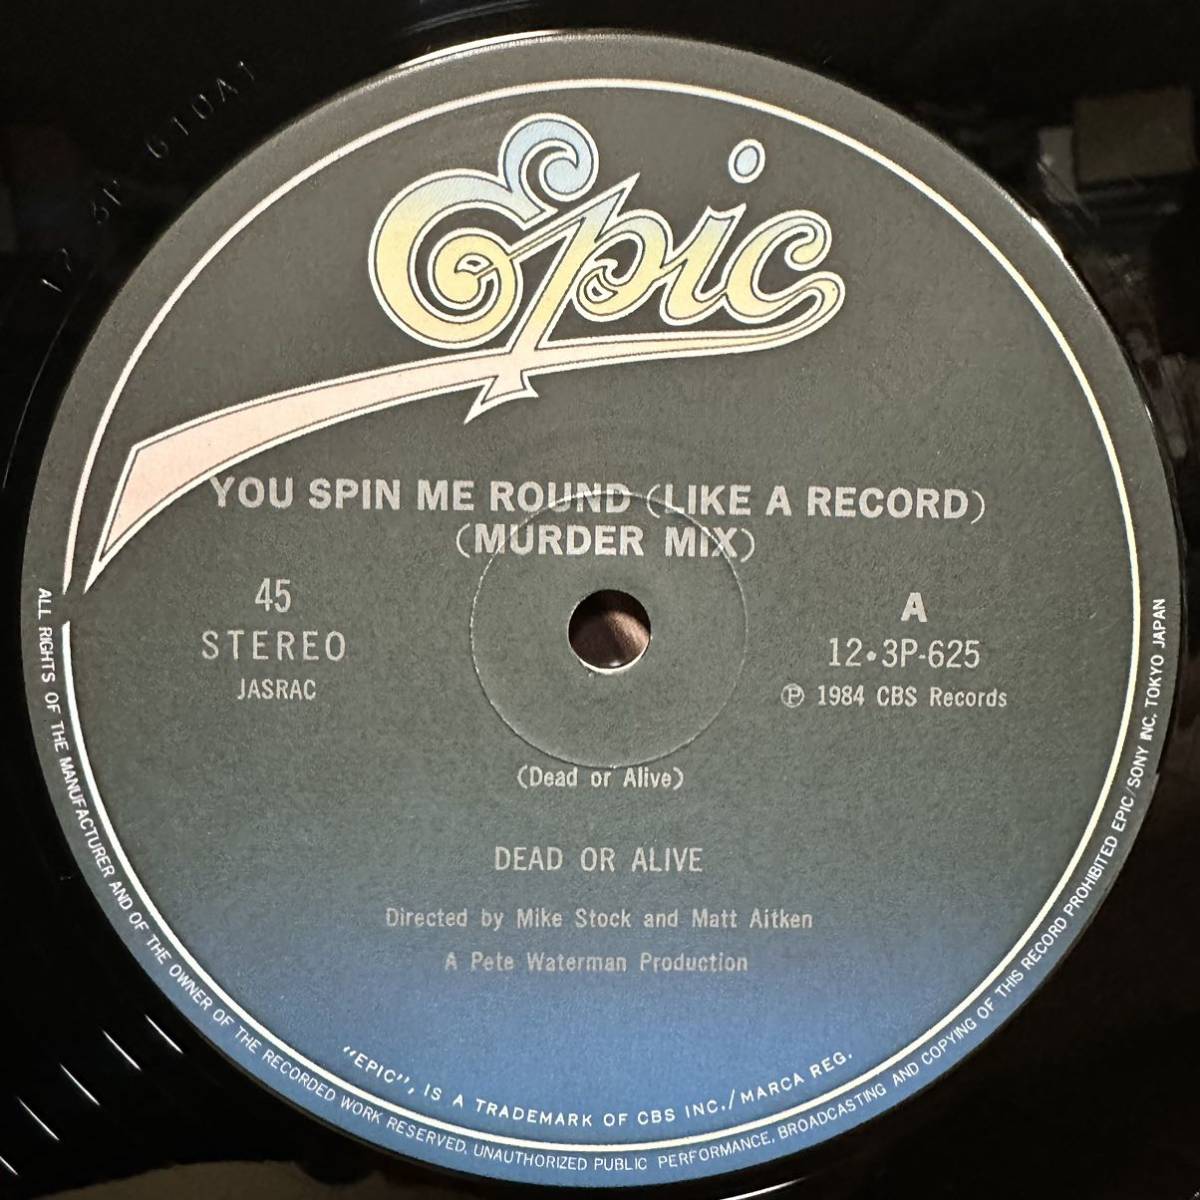 Epic
YOU SPIN ME ROUND (LIKE A RECORD)
(MURDER MIX)
45
STEREO
JASRAC
A
12•3P-625
Ⓟ 1984 CBS Records
(Dead or Alive)
DEAD OR ALIVE
Directed by Mike Stock and Matt Aitken
A Pete Waterman Production
"EPIC", IS A TRADEMARK OF CBS INC./MARCA REG.
ALL RIGHTS OF THE MANUFACTURER AND OF THE OWNER OF THE RECORDED WORK RESERVED. UNAUTHORIZED PUBLIC PERFORMANCE, BROADCASTING AND COPYING OF THIS RECORD PROHIBITED EPIC/SONY INC. TOKYO JAPAN